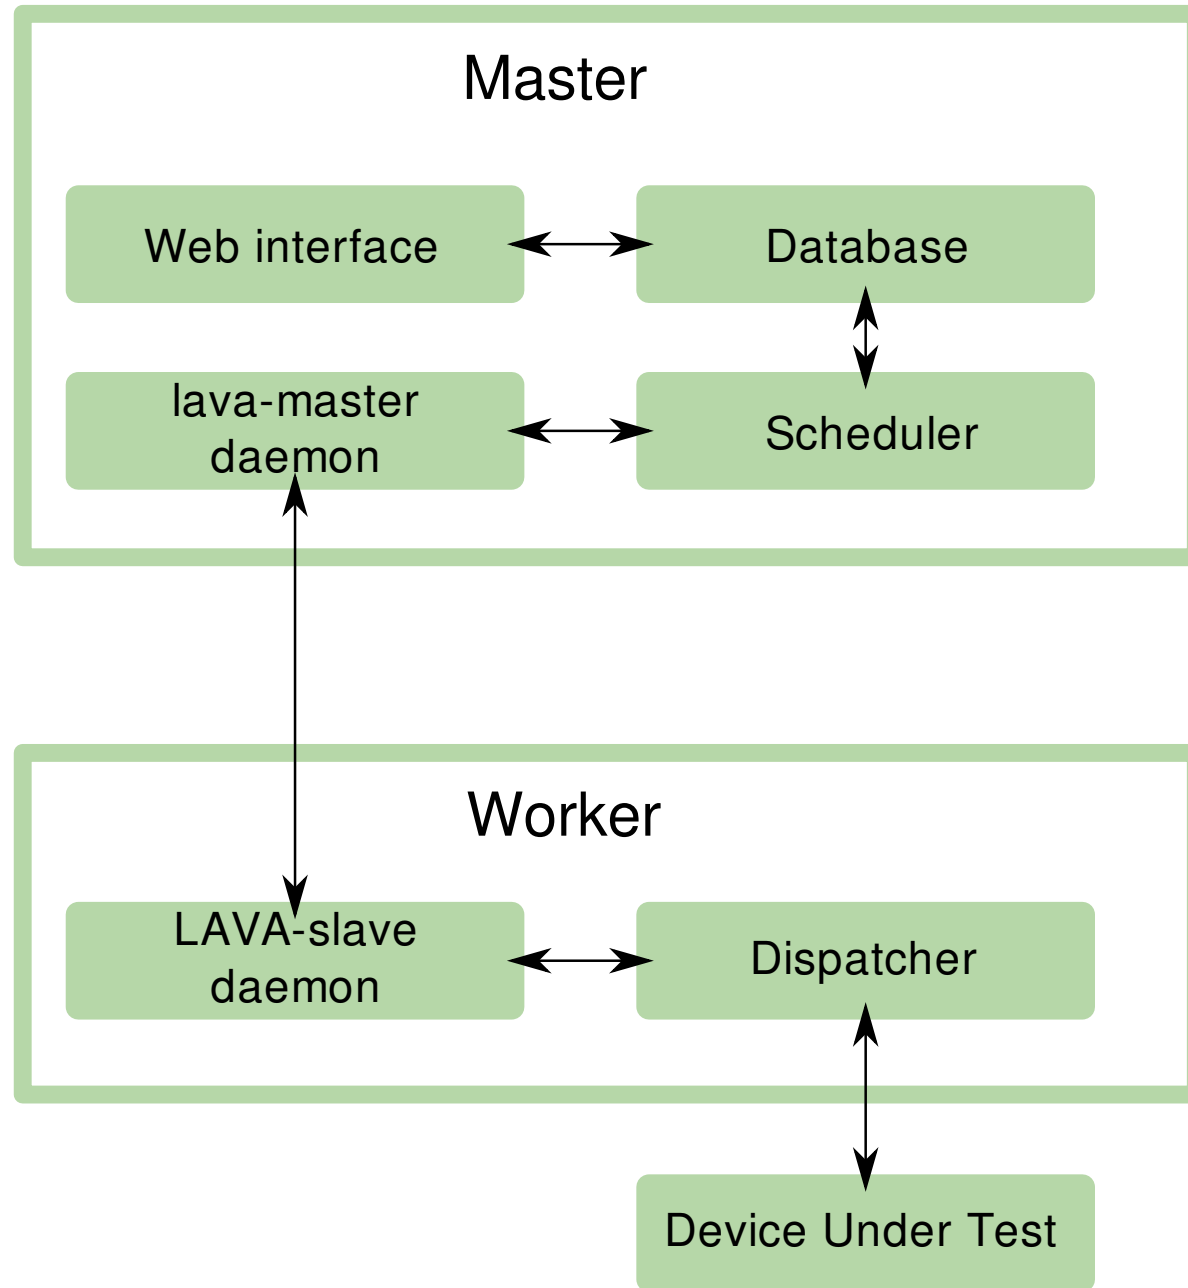 Master
Web interface
Database
lava-master
daemon
Scheduler
Worker
LAVA-slave
daemon
Dispatcher
Device Under Test